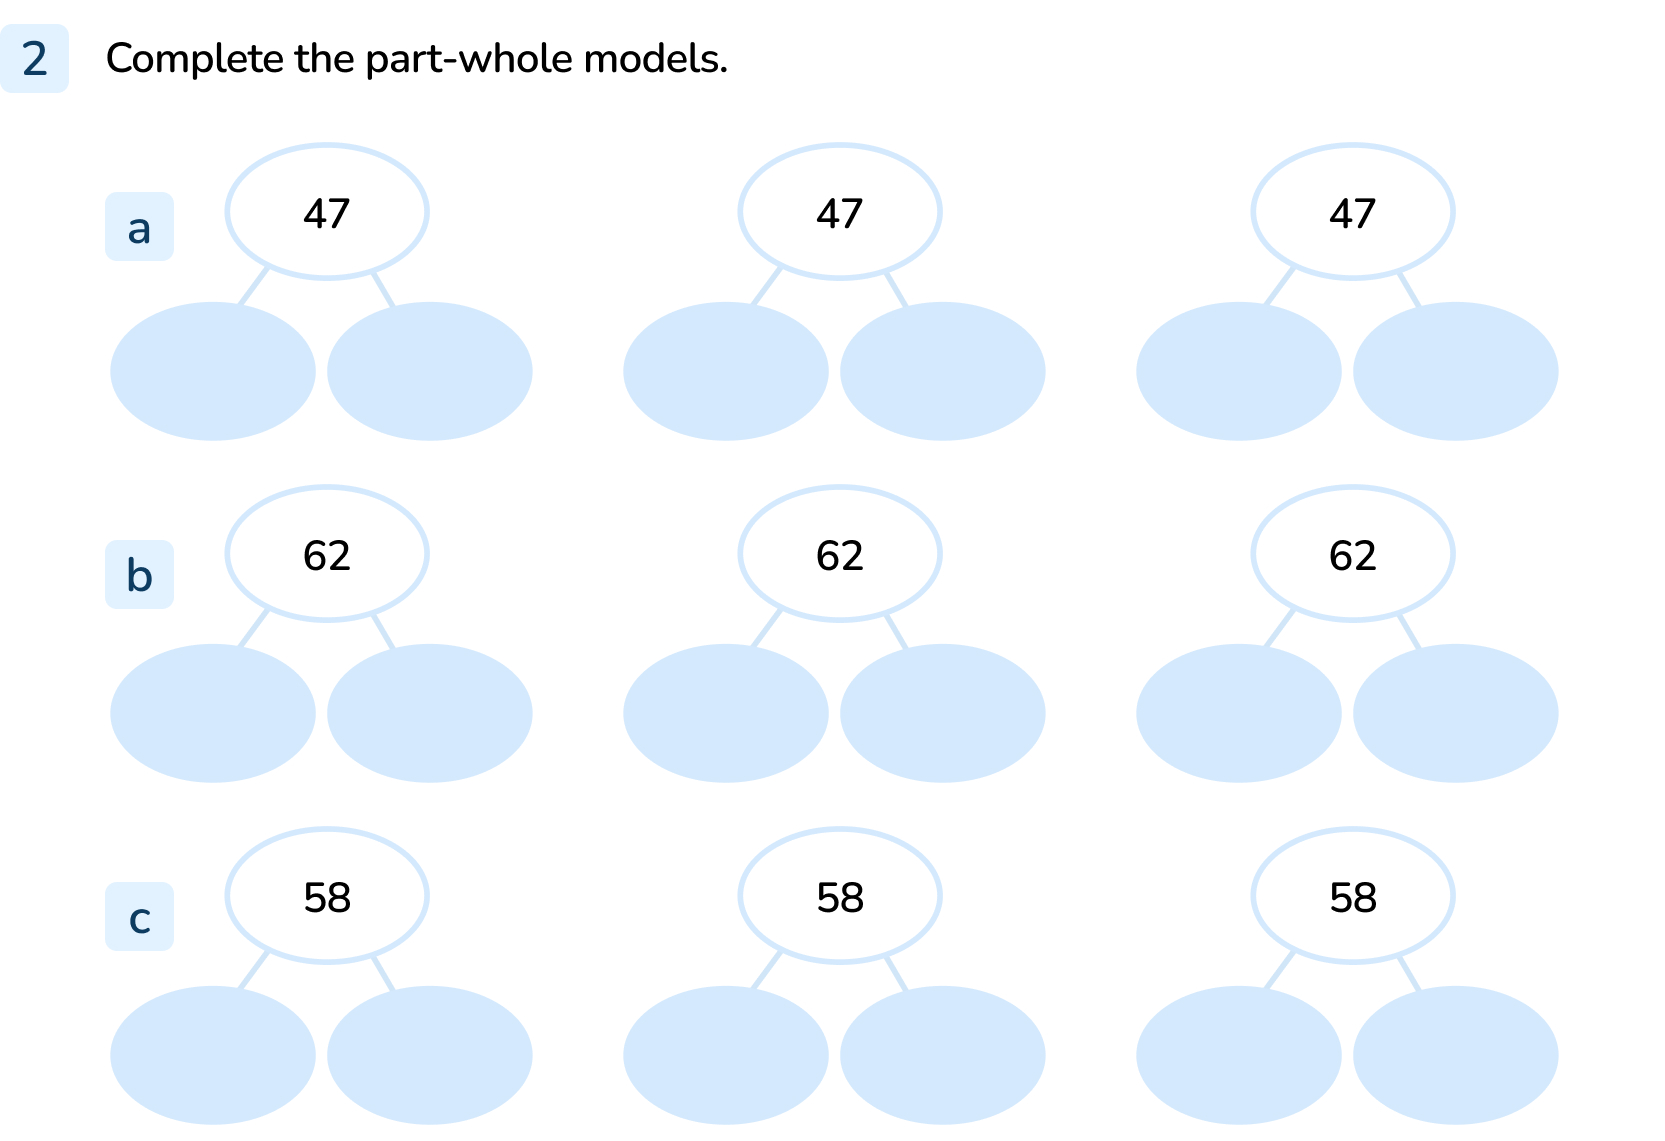 2 Complete the part-whole models.
a 47 47 47
b 62 62 62
c 58 58 58